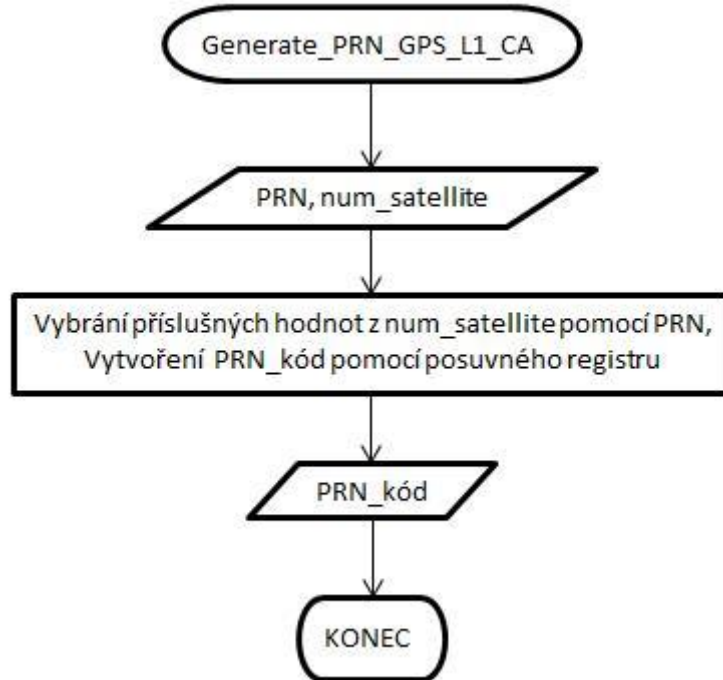 Generate_PRN_GPS_L1_CA
PRN, num_satellite
Vybrání příslušných hodnot z num_satellite pomocí PRN,
Vytvoření PRN_kód pomocí posuvného registru
PRN_kód
KONEC